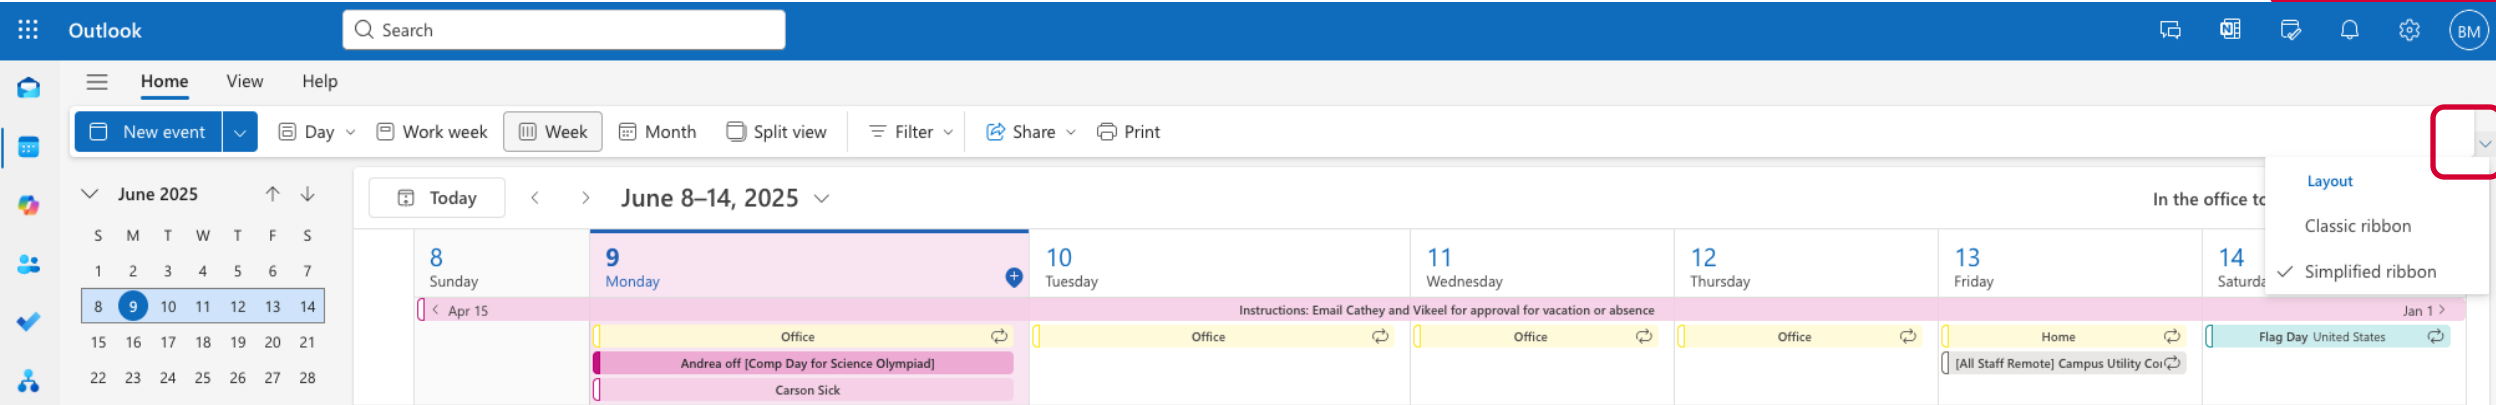 Outlook
Search
BM
Home View Help
New event Day Work week Week Month Split view Filter Share Print
Layout
Classic ribbon
Simplified ribbon
June 2025
Today June 8–14, 2025 In the office to
S M T W T F S
1 2 3 4 5 6 7
8 9 10 11 12 13 14
15 16 17 18 19 20 21
22 23 24 25 26 27 28
8 9 10 11 12 13 14
Sunday Monday Tuesday Wednesday Thursday Friday Saturda
Apr 15 Instructions: Email Cathey and Vikeel for approval for vacation or absence Jan 1
Office Office Office Office Home Flag Day United States
Andrea off [Comp Day for Science Olympiad] [All Staff Remote] Campus Utility Co
Carson Sick